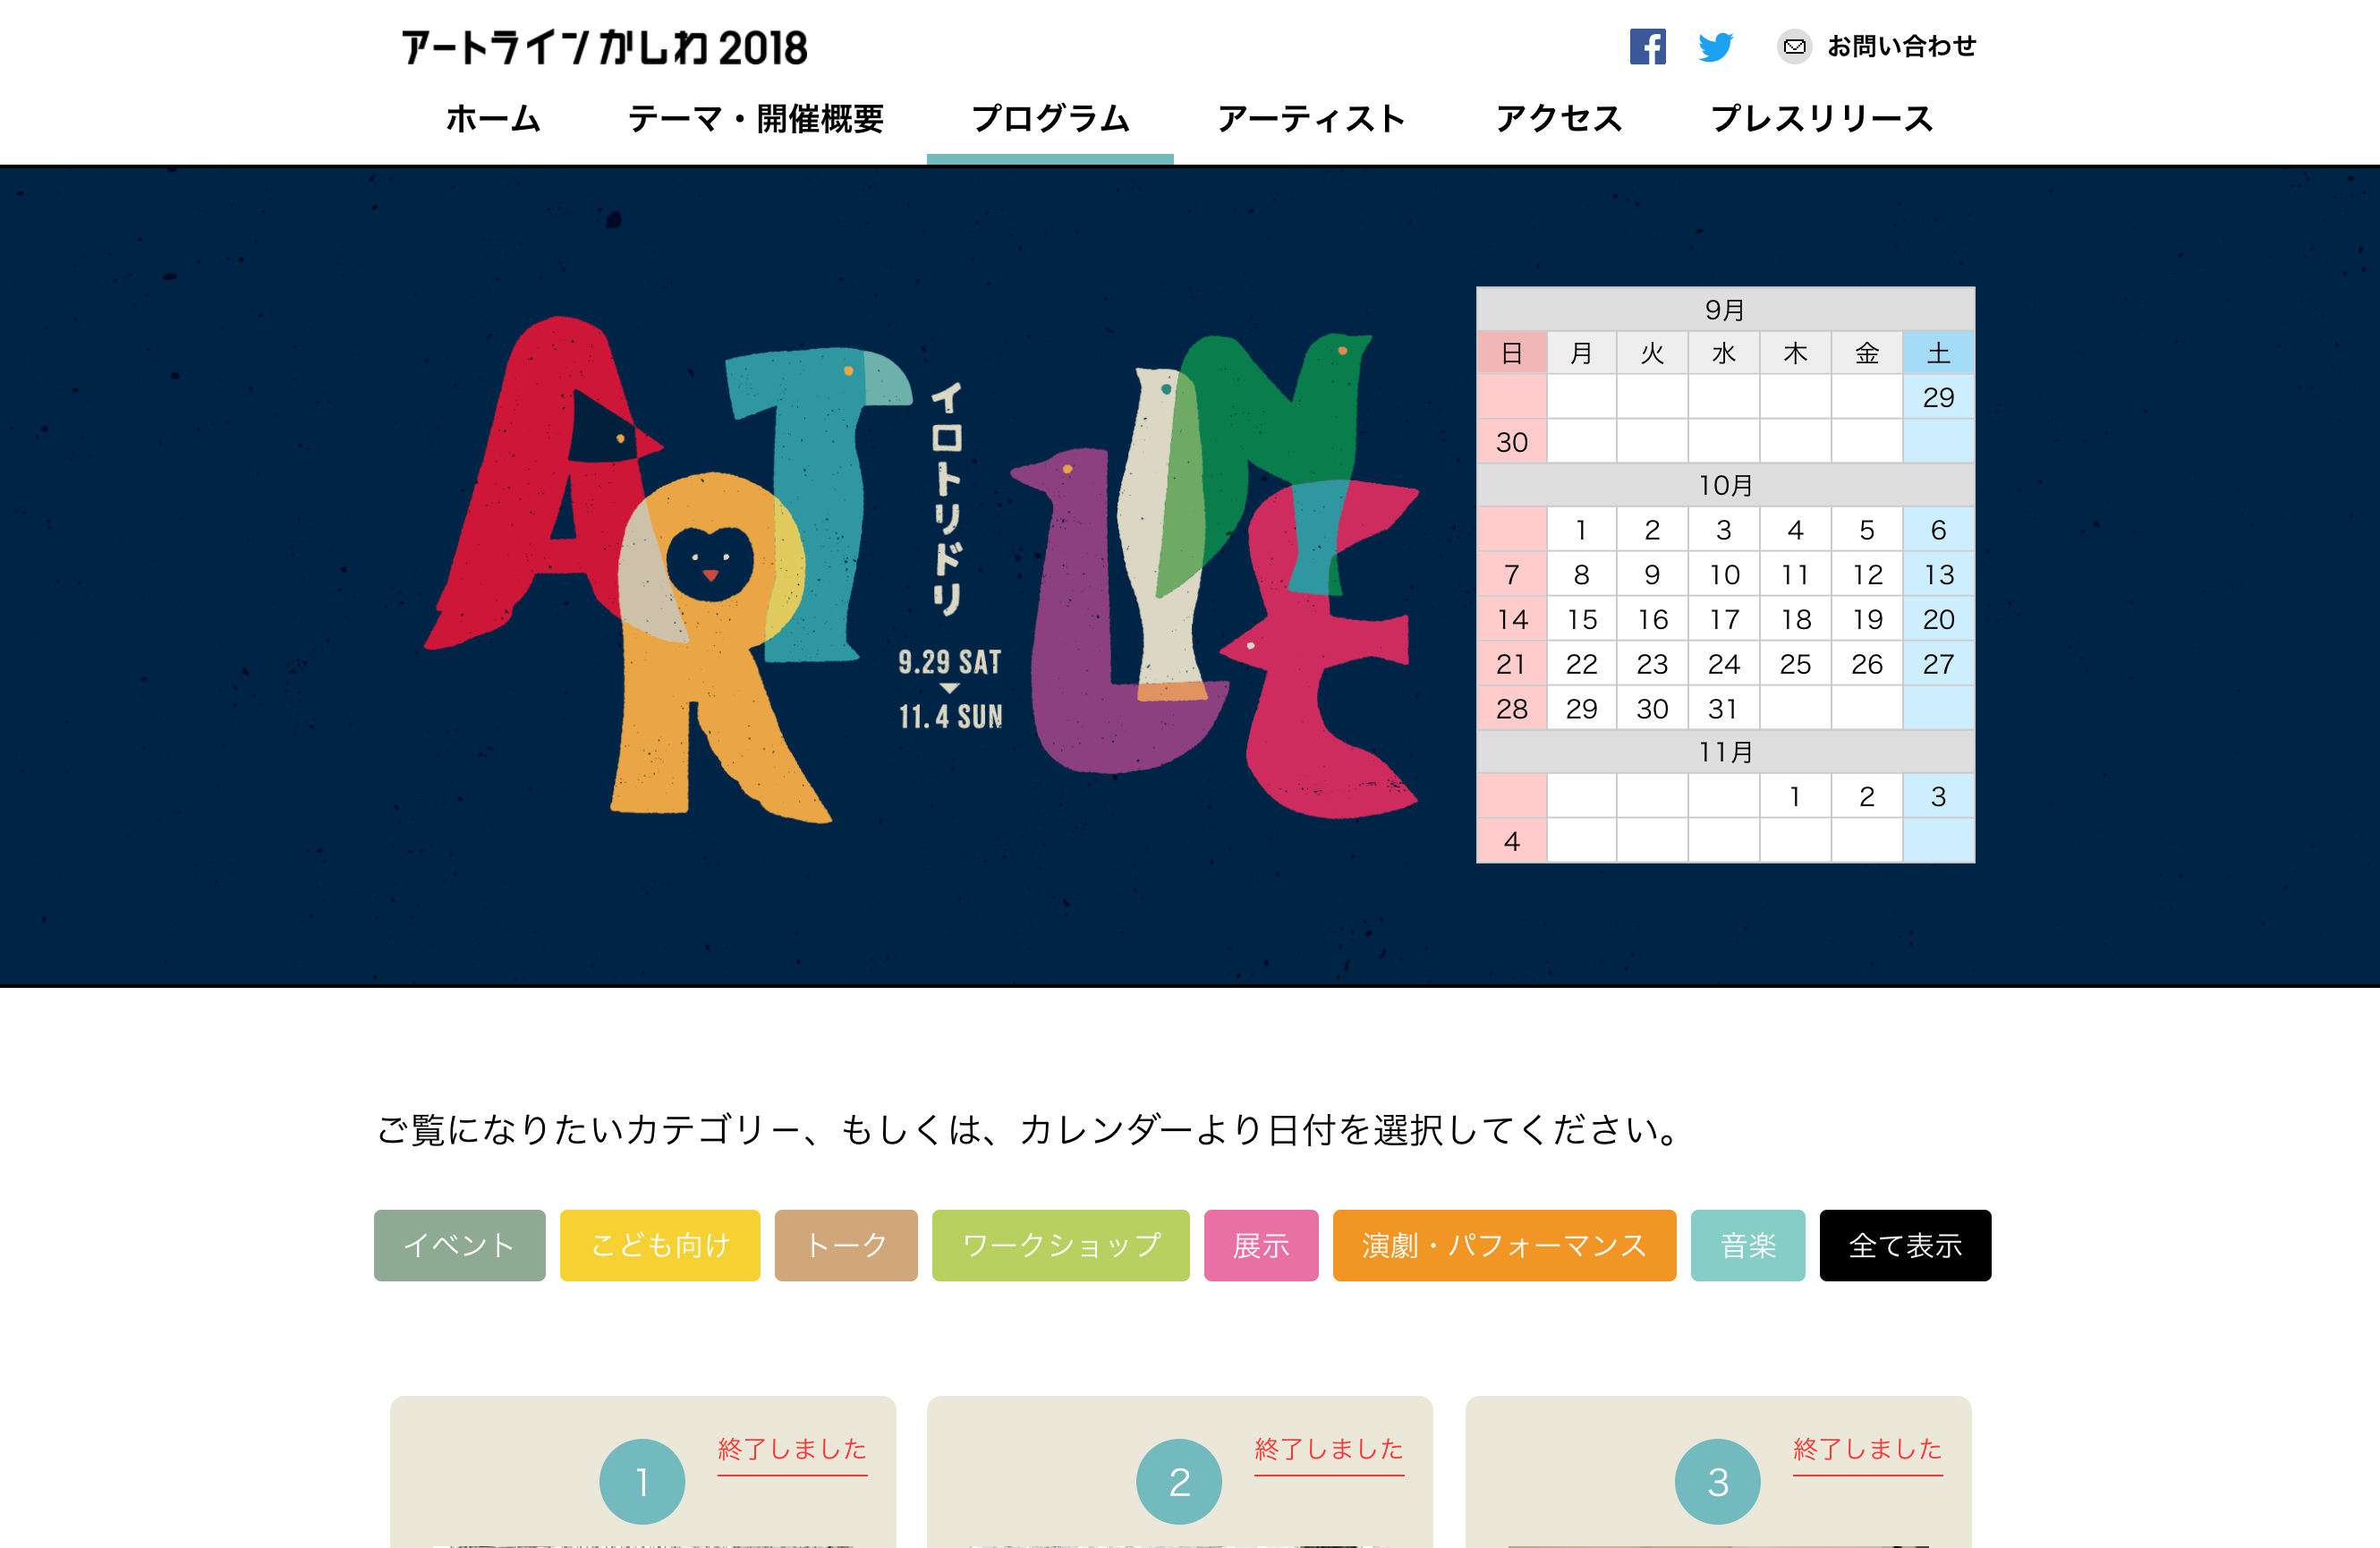 アートラインかしわ 2018
お問い合わせ
ホーム テーマ・開催概要 プログラム アーティスト アクセス プレスリリース
ART LINE
イロトリドリ
9.29 SAT
11.4 SUN
9月
日 月 火 水 木 金 土
29
30
10月
1 2 3 4 5 6
7 8 9 10 11 12 13
14 15 16 17 18 19 20
21 22 23 24 25 26 27
28 29 30 31
11月
1 2 3
4
ご覧になりたいカテゴリー、もしくは、カレンダーより日付を選択してください。
イベント こども向け トーク ワークショップ 展示 演劇・パフォーマンス 音楽 全て表示
1 終了しました
2 終了しました
3 終了しました